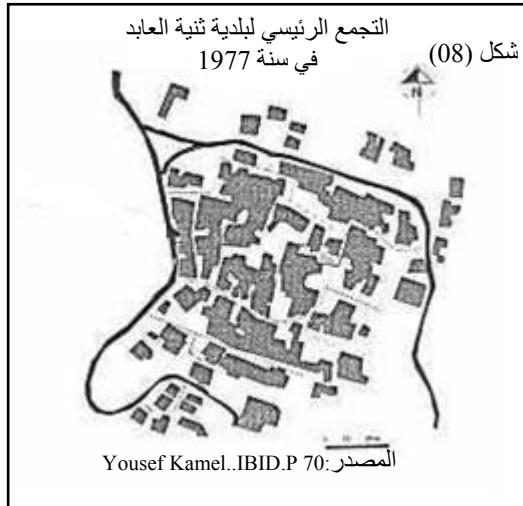 التجمع الرئيسي لبلدية ثنية العابد
شكل (08)
في سنة 1977
N
المصدر:Yousef Kamel..IBID.P 70